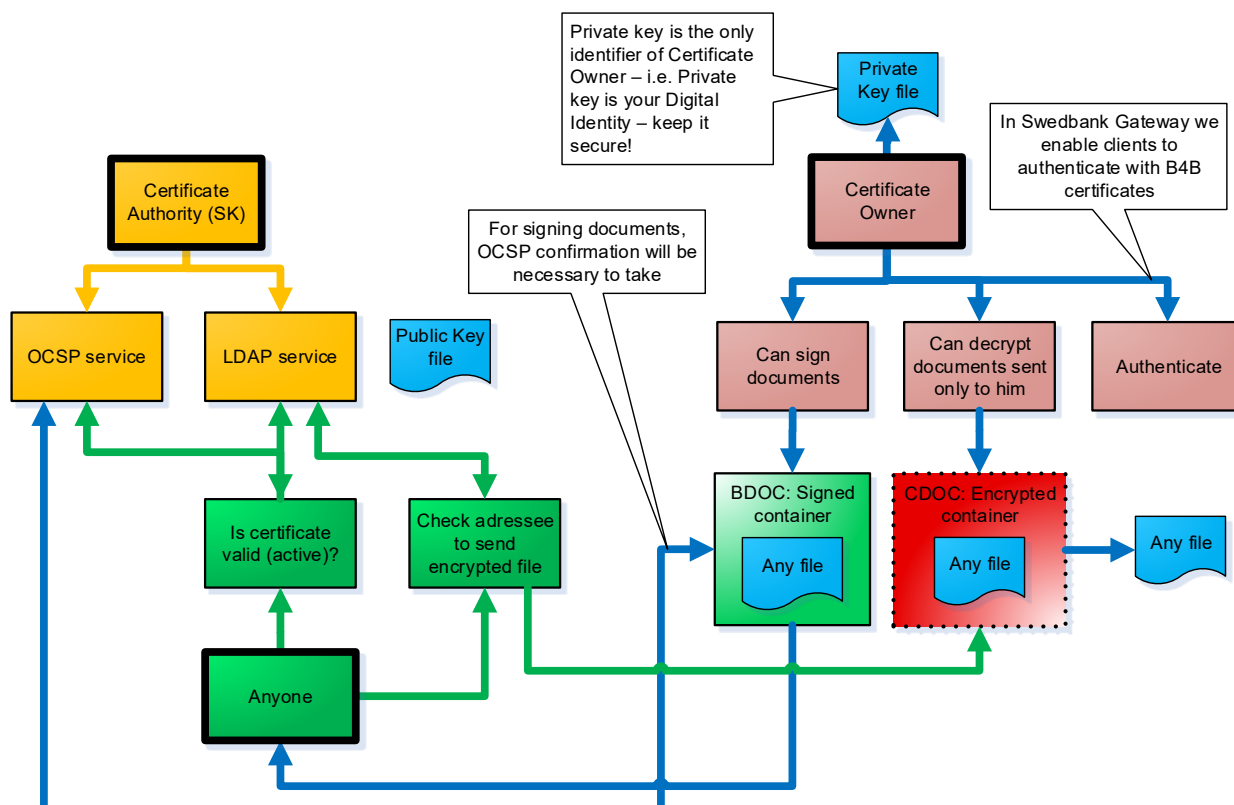 Private key is the only
identifier of Certificate
Owner – i.e. Private
key is your Digital
Identity – keep it
secure!
Private
Key file
In Swedbank Gateway we
enable clients to
authenticate with B4B
certificates
Certificate
Authority (SK)
Certificate
Owner
For signing documents,
OCSP confirmation will be
necessary to take
OCSP service
LDAP service
Public Key
file
Can sign
documents
Can decrypt
documents sent
only to him
Authenticate
Is certificate
valid (active)?
Check adressee
to send
encrypted file
BDOC: Signed
container
Any file
CDOC: Encrypted
container
Any file
Any file
Anyone